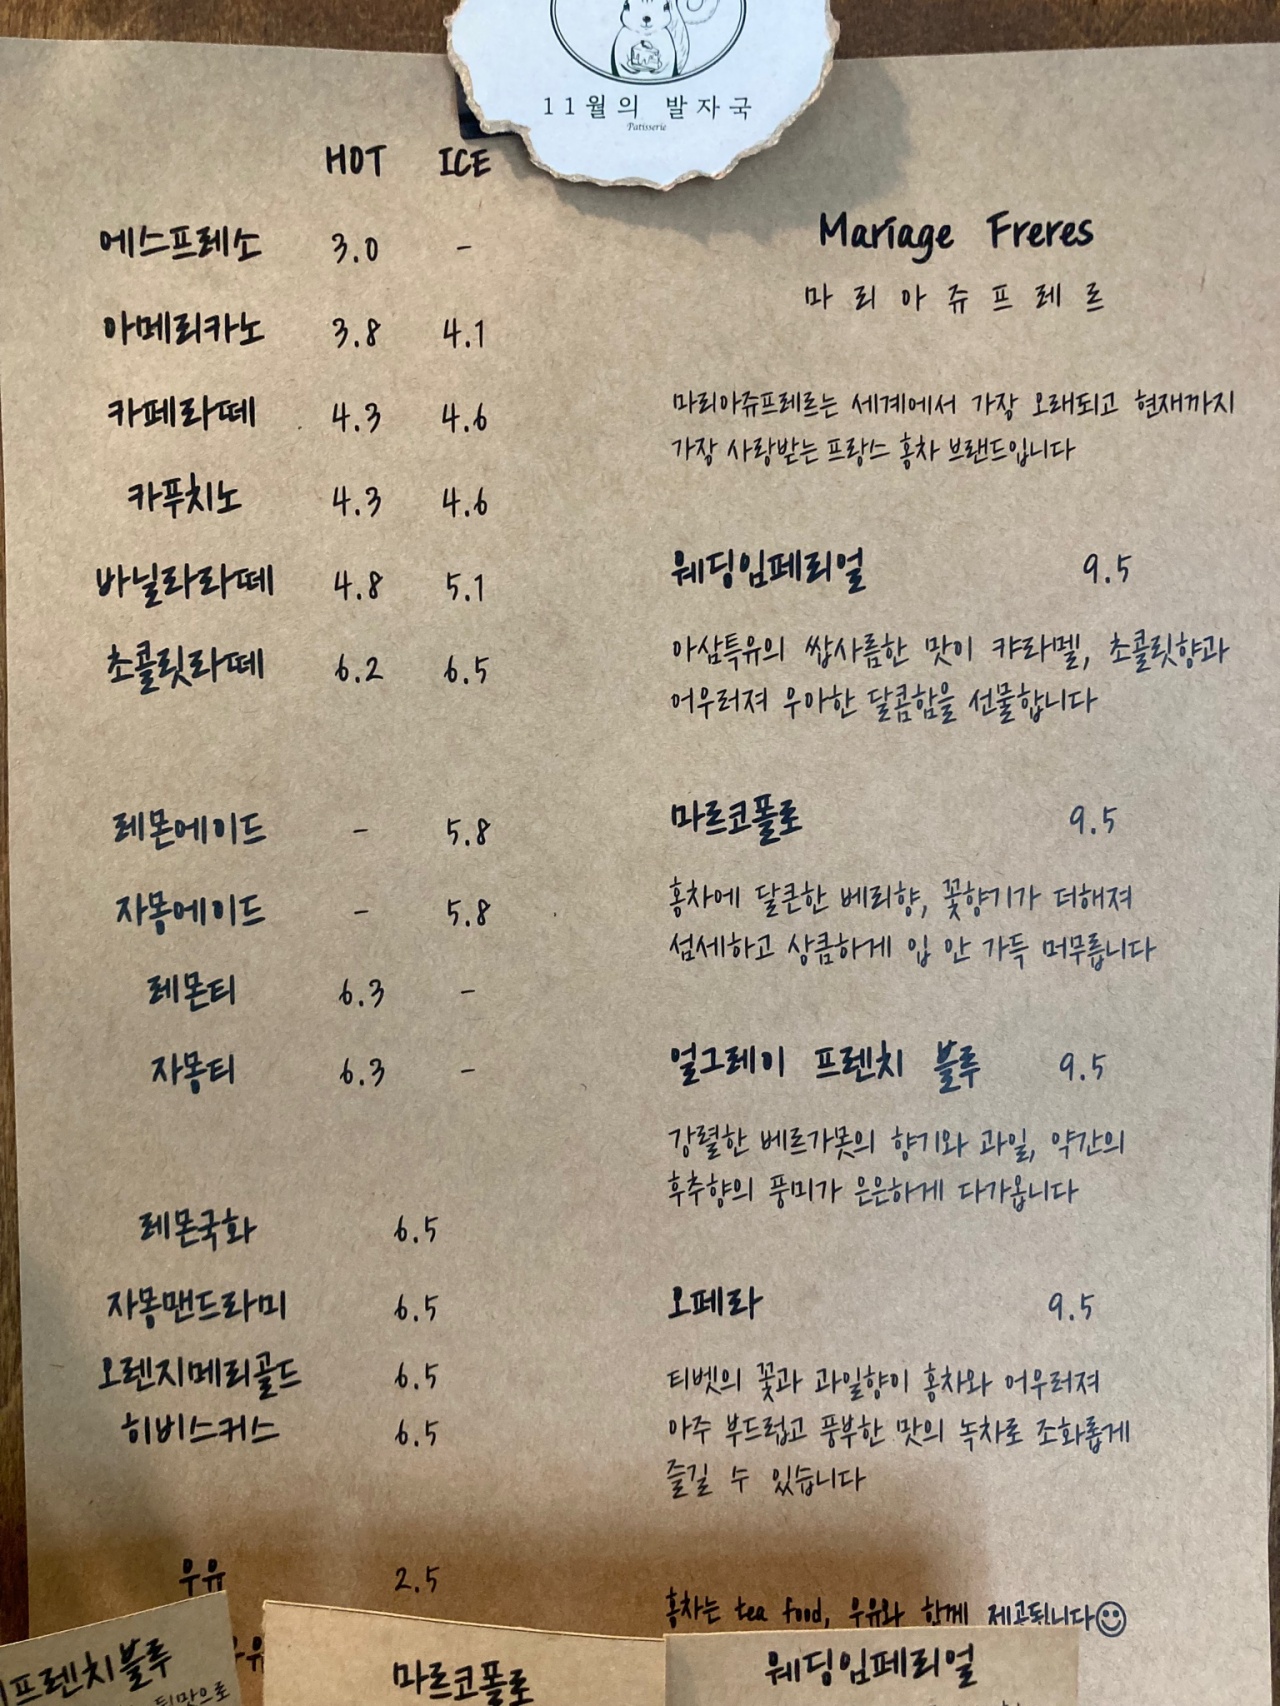 11월의 발자국
Patisserie
HOT ICE
에스프레소 3.0 -
아메리카노 3.8 4.1
카페라떼 4.3 4.6
카푸치노 4.3 4.6
바닐라라떼 4.8 5.1
초콜릿라떼 6.2 6.5
레몬에이드 - 5.8
자몽에이드 - 5.8
레몬티 6.3 -
자몽티 6.3 -
레몬국화 6.5
자몽맨드라미 6.5
오렌지메리골드 6.5
히비스커스 6.5
우유 2.5
Mariage Freres
마리아쥬프레르
마리아쥬프레르는 세계에서 가장 오래되고 현재까지
가장 사랑받는 프랑스 홍차 브랜드입니다
웨딩임페리얼 9.5
아삼특유의 쌉사름한 맛이 캬라멜, 초콜릿향과
어우러져 우아한 달콤함을 선물합니다
마르코폴로 9.5
홍차에 달큰한 베리향, 꽃향기가 더해져
섬세하고 상큼하게 입 안 가득 머무릅니다
얼그레이 프렌치 블루 9.5
강렬한 베르가못의 향기와 과일, 약간의
후추향의 풍미가 은은하게 다가옵니다
오페라 9.5
티벳의 꽃과 과일향이 홍차와 어우러져
아주 부드럽고 풍부한 맛의 녹차로 조화롭게
즐길 수 있습니다
홍차는 tea food, 우유와 함께 제공됩니다
프렌치블루
마르코폴로
웨딩임페리얼